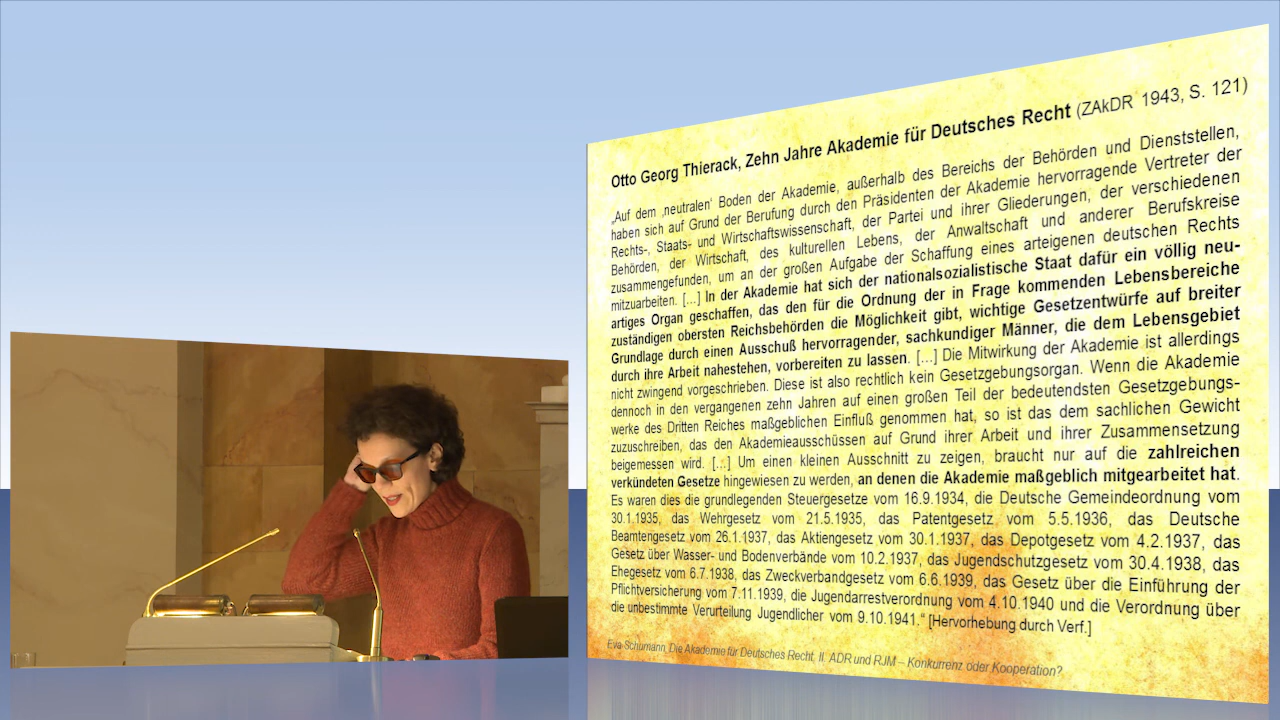 Otto Georg Thierack, Zehn Jahre Akademie für Deutsches Recht (ZAkDR 1943, S. 121)
„Auf dem ‚neutralen‘ Boden der Akademie, außerhalb des Bereichs der Behörden und Dienststellen,
haben sich auf Grund der Berufung durch den Präsidenten der Akademie hervorragende Vertreter der
Rechts-, Staats- und Wirtschaftswissenschaft, der Partei und ihrer Gliederungen, der verschiedenen
Behörden, der Wirtschaft, des kulturellen Lebens, der Anwaltschaft und anderer Berufskreise
zusammengefunden, um an der großen Aufgabe der Schaffung eines arteigenen deutschen Rechts
mitzuarbeiten. [...] In der Akademie hat sich der nationalsozialistische Staat dafür ein völlig neu-
artiges Organ geschaffen, das den für die Ordnung der in Frage kommenden Lebensbereiche
zuständigen obersten Reichsbehörden die Möglichkeit gibt, wichtige Gesetzentwürfe auf breiter
Grundlage durch einen Ausschuß hervorragender, sachkundiger Männer, die dem Lebensgebiet
durch ihre Arbeit nahestehen, vorbereiten zu lassen. [...] Die Mitwirkung der Akademie ist allerdings
nicht zwingend vorgeschrieben. Diese ist also rechtlich kein Gesetzgebungsorgan. Wenn die Akademie
dennoch in den vergangenen zehn Jahren auf einen großen Teil der bedeutendsten Gesetzgebungs-
werke des Dritten Reiches maßgeblichen Einfluß genommen hat, so ist das dem sachlichen Gewicht
zuzuschreiben, das den Akademieausschüssen auf Grund ihrer Arbeit und ihrer Zusammensetzung
beigemessen wird. [...] Um einen kleinen Ausschnitt zu zeigen, braucht nur auf die zahlreichen
verkündeten Gesetze hingewiesen zu werden, an denen die Akademie maßgeblich mitgearbeitet hat.
Es waren dies die grundlegenden Steuergesetze vom 16.9.1934, die Deutsche Gemeindeordnung vom
30.1.1935, das Wehrgesetz vom 21.5.1935, das Patentgesetz vom 5.5.1936, das Deutsche
Beamtengesetz vom 26.1.1937, das Aktiengesetz vom 30.1.1937, das Depotgesetz vom 4.2.1937, das
Gesetz über Wasser- und Bodenverbände vom 10.2.1937, das Jugendschutzgesetz vom 30.4.1938, das
Ehegesetz vom 6.7.1938, das Zweckverbandgesetz vom 6.6.1939, das Gesetz über die Einführung der
Pflichtversicherung vom 7.11.1939, die Jugendarrestverordnung vom 4.10.1940 und die Verordnung über
die unbestimmte Verurteilung Jugendlicher vom 9.10.1941.“ [Hervorhebung durch Verf.]
Eva Schumann, Die Akademie für Deutsches Recht, II. ADR und RJM – Konkurrenz oder Kooperation?